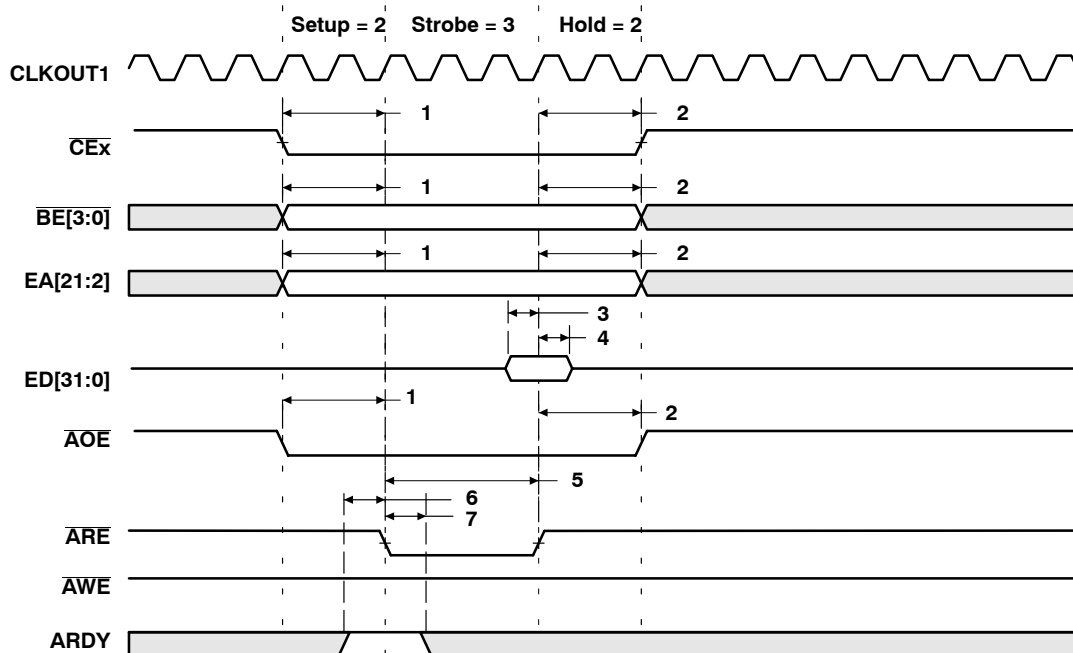 Setup = 2 Strobe = 3 Hold = 2
CLKOUT1
1 2
CEx
1 2
BE[3:0]
1 2
EA[21:2]
3
4
ED[31:0]
1 2
AOE
5
6
7
ARE
AWE
ARDY